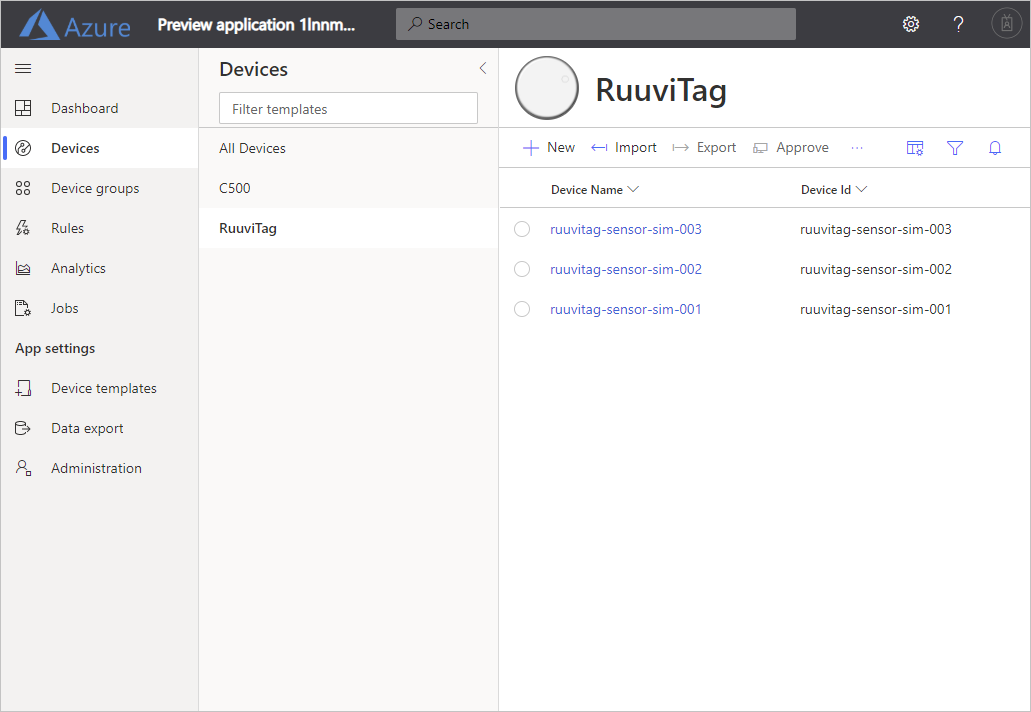 Azure Preview application 1lnnm... Search ?
Devices
RuuviTag
Filter templates
Dashboard
Devices
Device groups
Rules
Analytics
Jobs
App settings
Device templates
Data export
Administration
All Devices
C500
RuuviTag
New Import Export Approve ...
Device Name Device Id
ruuvitag-sensor-sim-003 ruuvitag-sensor-sim-003
ruuvitag-sensor-sim-002 ruuvitag-sensor-sim-002
ruuvitag-sensor-sim-001 ruuvitag-sensor-sim-001